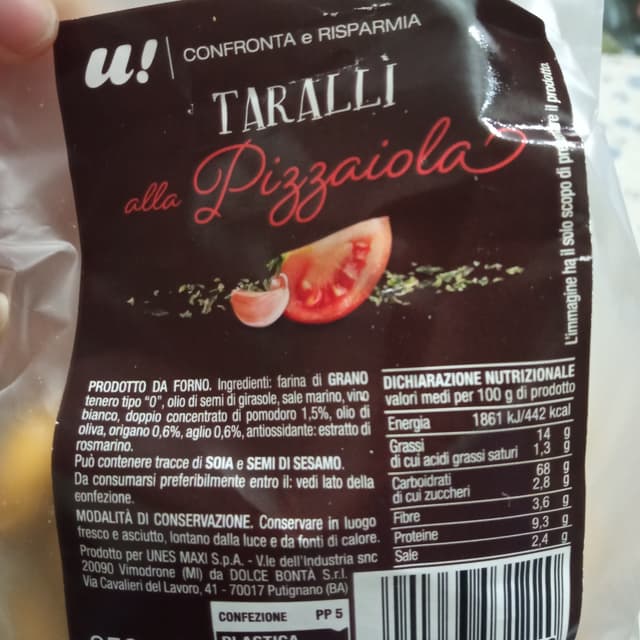 u! CONFRONTA e RISPARMIA
TARALLÌ
alla Pizzaiola
L'immagine ha il solo scopo di il prodotto
PRODOTTO DA FORNO. Ingredienti: farina di GRANO
tenero tipo "0", olio di semi di girasole, sale marino, vino
bianco, doppio concentrato di pomodoro 1,5%, olio di
oliva, origano 0,6%, aglio 0,6%, antiossidante: estratto di
rosmarino.
Può contenere tracce di SOIA e SEMI DI SESAMO.
Da consumarsi preferibilmente entro il: vedi lato della
confezione.
MODALITÀ DI CONSERVAZIONE. Conservare in luogo
fresco e asciutto, lontano dalla luce e da fonti di calore.
Prodotto per UNES MAXI S.p.A. - V.le dell'Industria snc
20090 Vimodrone (MI) da DOLCE BONTÀ S.r.l.
Via Cavalieri del Lavoro, 41 - 70017 Putignano (BA)
DICHIARAZIONE NUTRIZIONALE
valori medi per 100 g di prodotto
Energia 1861 kJ/442 kcal
Grassi 14 g
di cui acidi grassi saturi 1,3 g
Carboidrati 68 g
di cui zuccheri 2,8 g
Fibre 3,6 g
Proteine 9,3 g
Sale 2,4 g
CONFEZIONE PP 5
PLASTICA